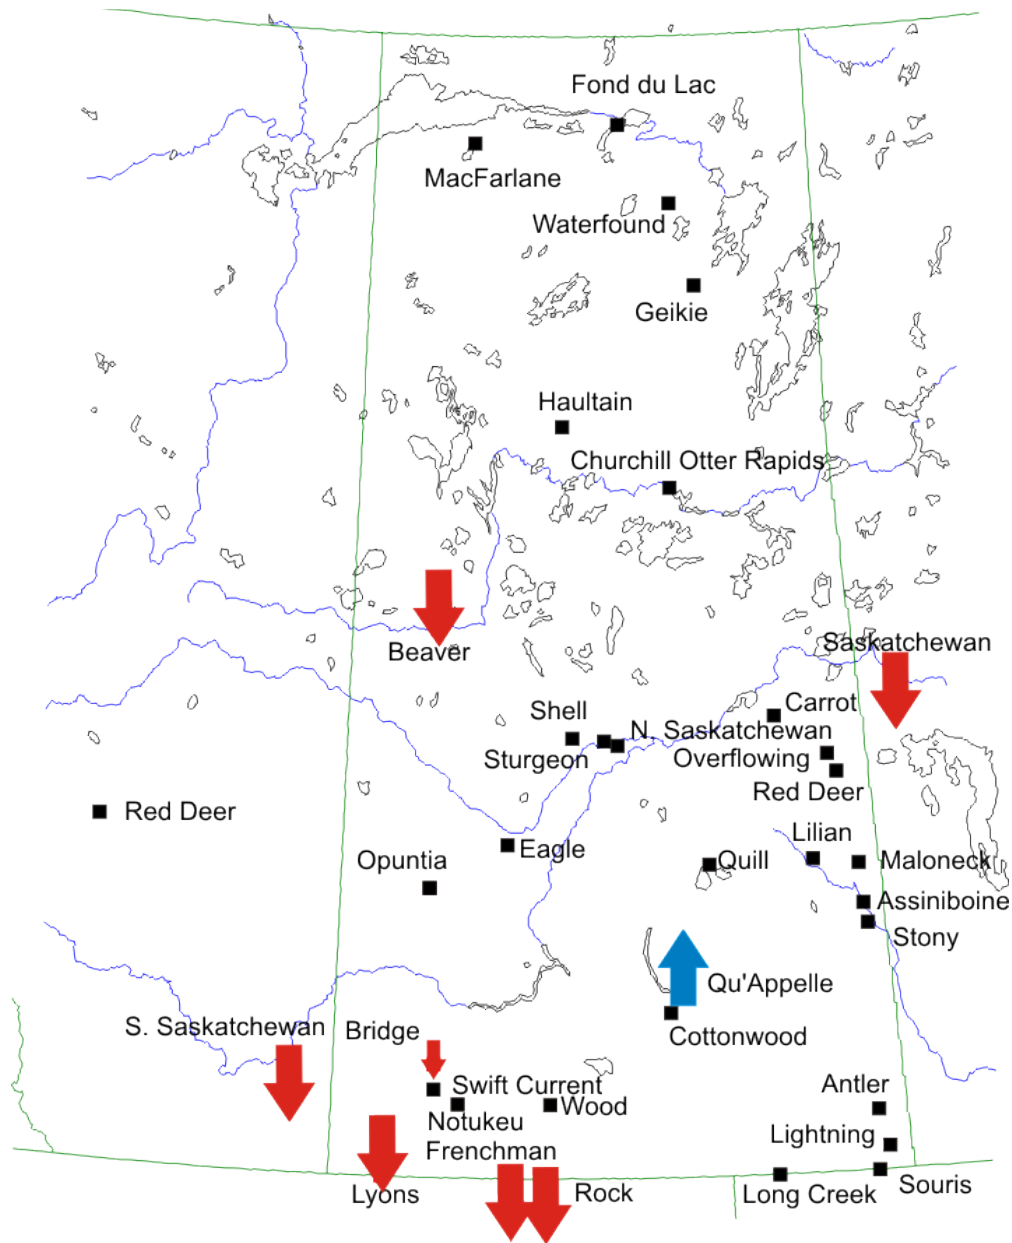 Fond du Lac
MacFarlane
Waterfound
Geikie
Haultain
Churchill Otter Rapids
Beaver
Saskatchewan
Carrot
Shell
N. Saskatchewan
Sturgeon
Overflowing
Red Deer
Red Deer
Lilian
Eagle
Opuntia
Quill
Maloneck
Assiniboine
Stony
Qu'Appelle
S. Saskatchewan
Bridge
Cottonwood
Swift Current
Antler
Wood
Notukeu
Lightning
Frenchman
Lyons
Rock
Long Creek
Souris